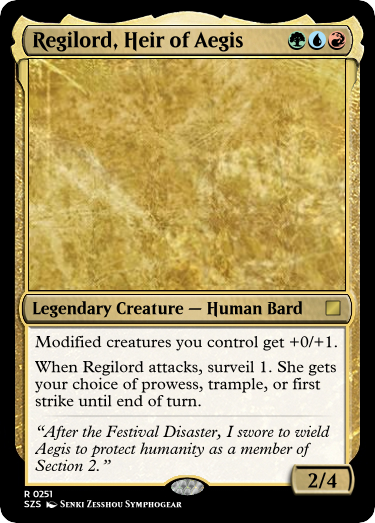 Regilord, Heir of Aegis
Legendary Creature — Human Bard
Modified creatures you control get +0/+1.
When Regilord attacks, surveil 1. She gets
your choice of prowess, trample, or first
strike until end of turn.
“After the Festival Disaster, I swore to wield
Aegis to protect humanity as a member of
Section 2.”
2/4
R 0251
SZS Senki Zesshou Symphogear